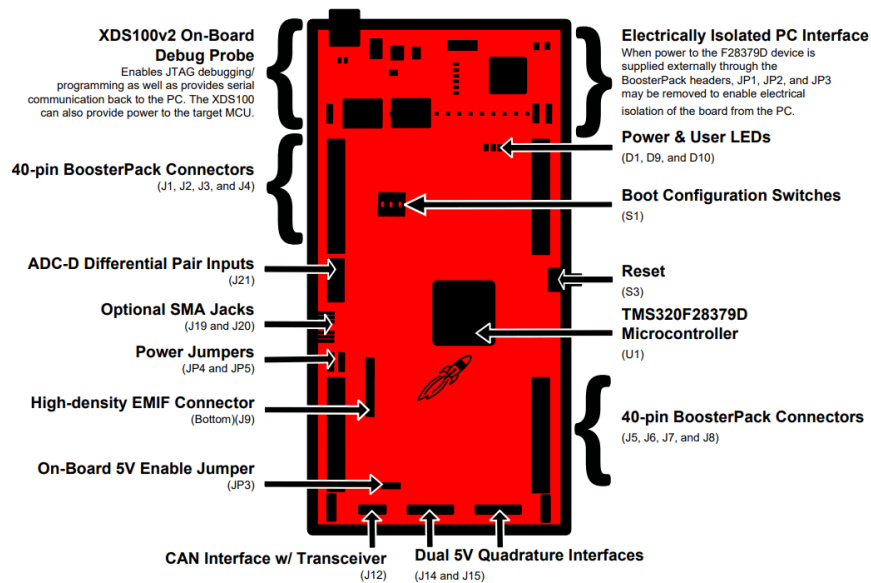 XDS100v2 On-Board
Debug Probe
Enables JTAG debugging/
programming as well as provides serial
communication back to the PC. The XDS100
can also provide power to the target MCU.
40-pin BoosterPack Connectors
(J1, J2, J3, and J4)
ADC-D Differential Pair Inputs
(J21)
Optional SMA Jacks
(J19 and J20)
Power Jumpers
(JP4 and JP5)
High-density EMIF Connector
(Bottom)(J9)
On-Board 5V Enable Jumper
(JP3)
CAN Interface w/ Transceiver
(J12)
Dual 5V Quadrature Interfaces
(J14 and J15)
Electrically Isolated PC Interface
When power to the F28379D device is
supplied externally through the
BoosterPack headers, JP1, JP2, and JP3
may be removed to enable electrical
isolation of the board from the PC.
Power & User LEDs
(D1, D9, and D10)
Boot Configuration Switches
(S1)
Reset
(S3)
TMS320F28379D
Microcontroller
(U1)
40-pin BoosterPack Connectors
(J5, J6, J7, and J8)